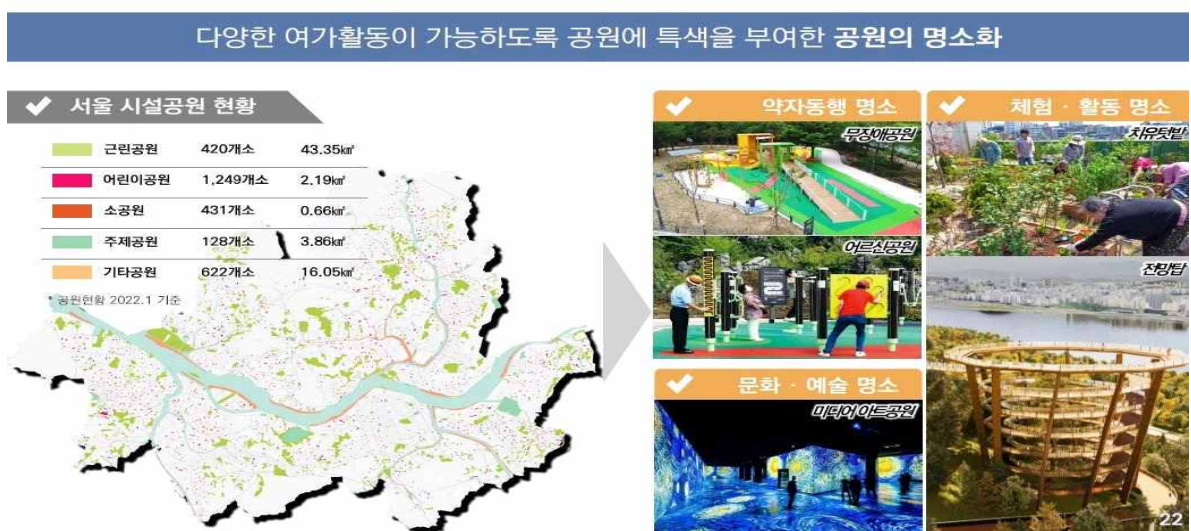 다양한 여가활동이 가능하도록 공원에 특색을 부여한 공원의 명소화
서울 시설공원 현황
근린공원 420개소 43.35㎢
어린이공원 1,249개소 2.19㎢
소공원 431개소 0.66㎢
주제공원 128개소 3.86㎢
기타공원 622개소 16.05㎢
* 공원현황 2022.1 기준
약자동행 명소
무장애공원
어르신공원
문화 · 예술 명소
미디어아트공원
체험 · 활동 명소
치유텃밭
전망탑
22